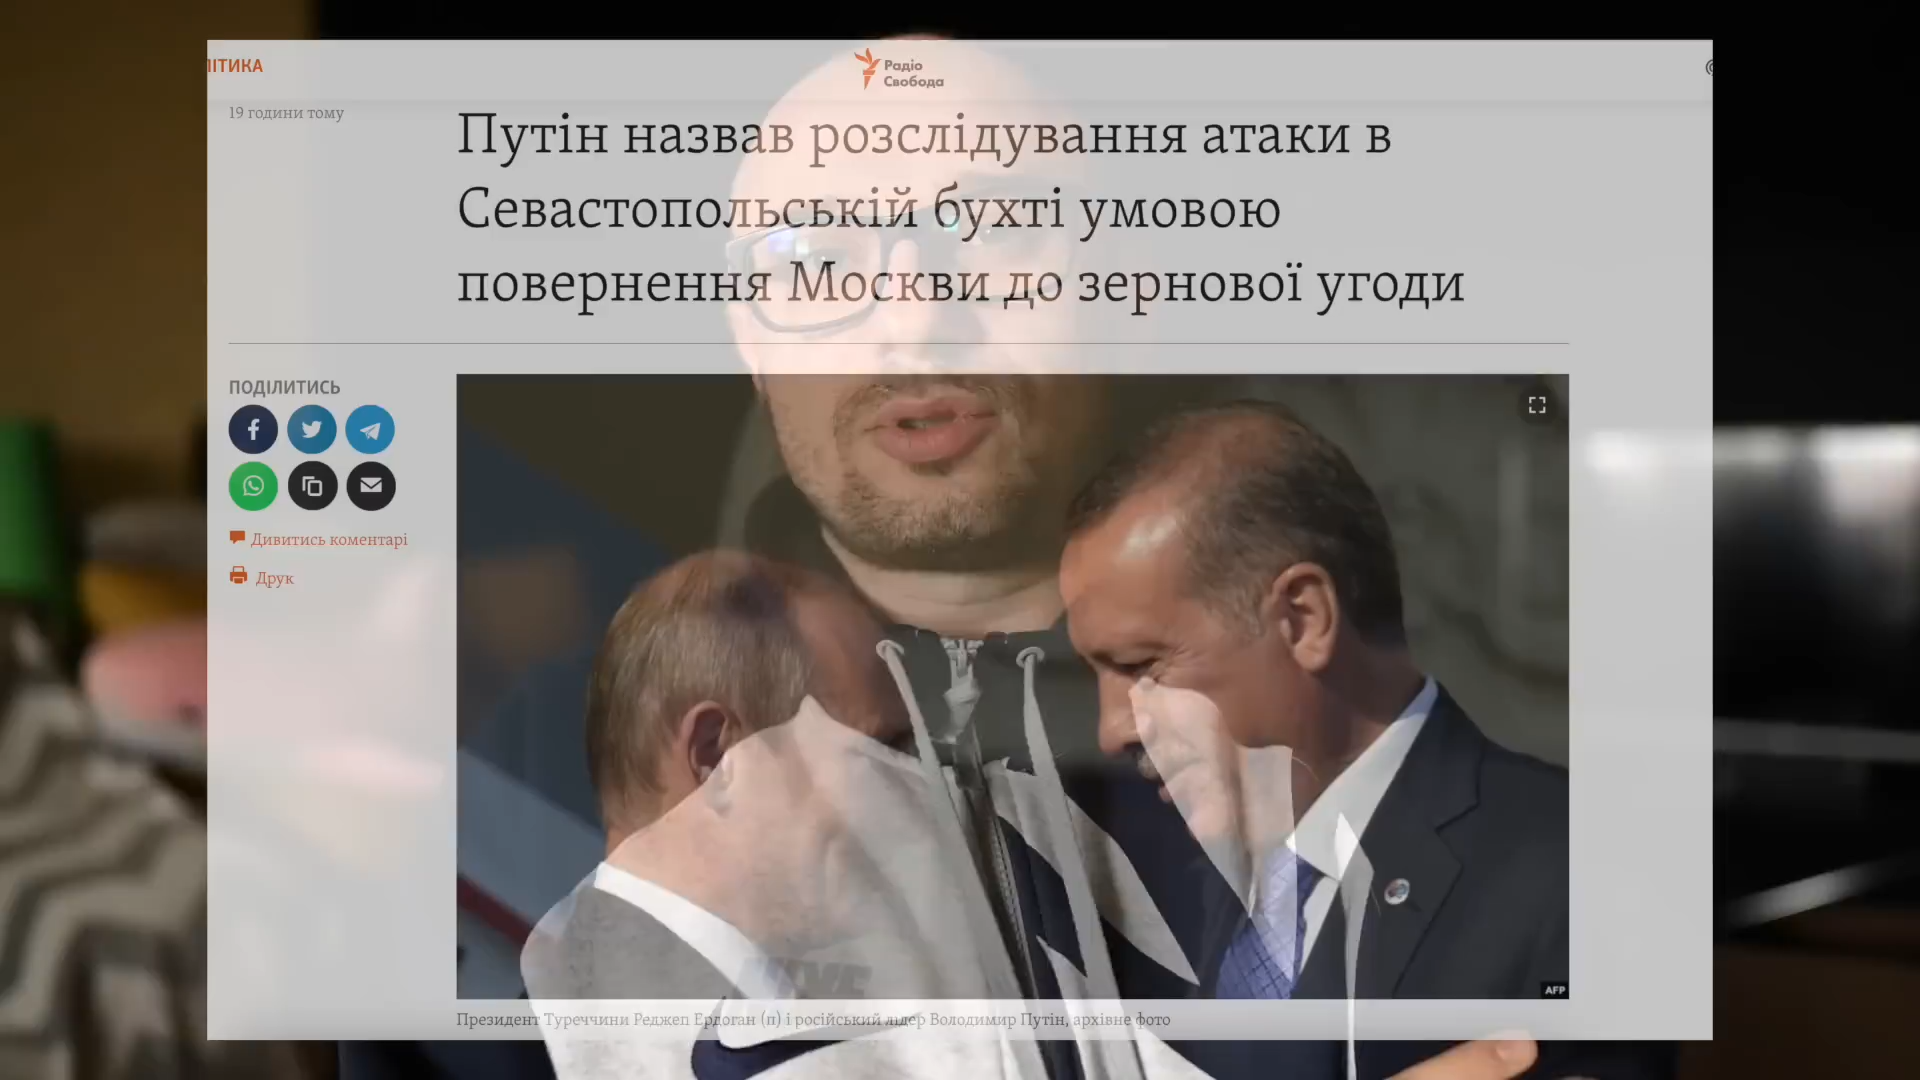 ІТИКА
Радіо
Свобода
19 години тому
Путін назвав розслідування атаки в
Севастопольській бухті умовою
повернення Москви до зернової угоди
ПОДІЛИТИСЬ
Дивитись коментарі
Друк
AFP
Президент Туреччини Реджеп Ердоган (п) і російський лідер Володимир Путін, архівне фото